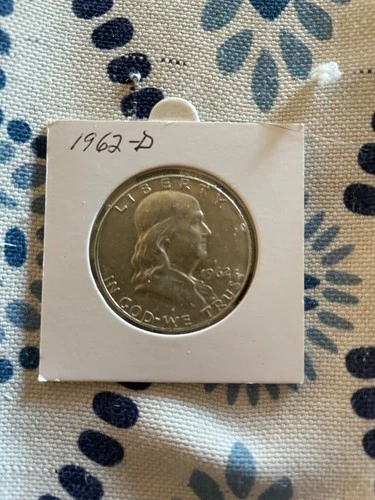 1962-D
LIBERTY
1962
IN GOD WE TRUST